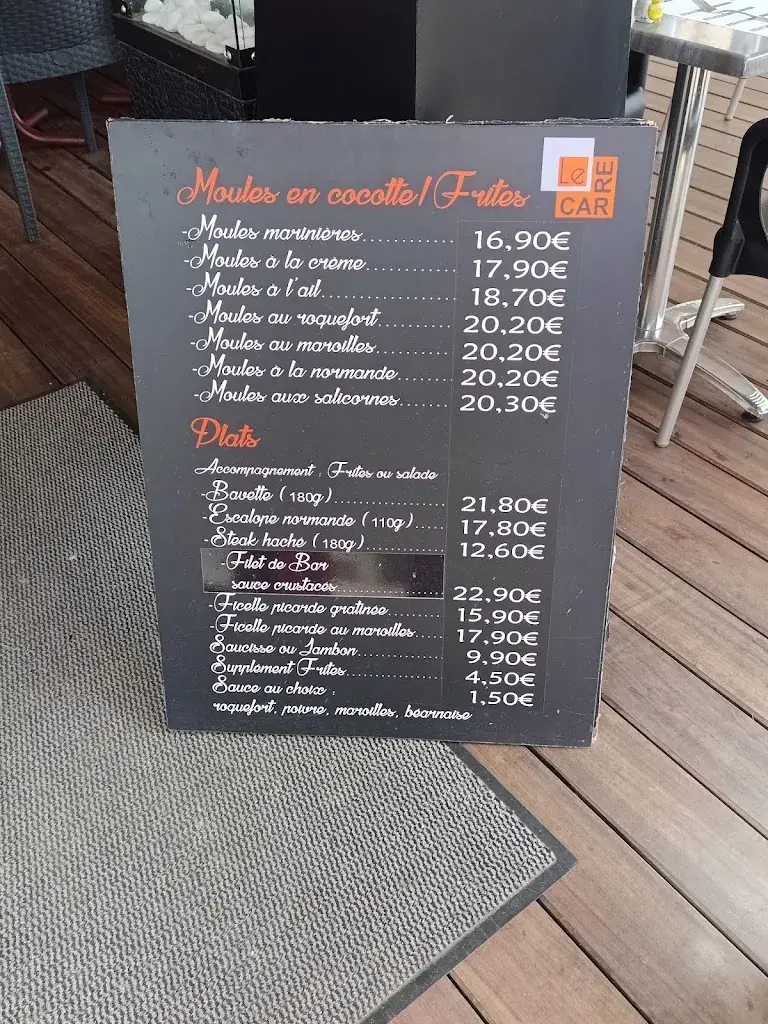 Le
CARRE
Moules en cocotte/Frites
-Moules marinières............ 16,90€
-Moules à la crème............ 17,90€
-Moules à l'ail.................. 18,70€
-Moules au roquefort.......... 20,20€
-Moules au maroilles.......... 20,20€
-Moules à la normande....... 20,20€
-Moules aux salicornes....... 20,30€
Plats
Accompagnement : Frites ou salade
-Bavette (180g)............... 21,80€
-Escalope normande (110g).... 17,80€
-Steak haché (180g)........... 12,60€
-Filet de Bar
sauce crustacés............... 22,90€
-Ficelle picarde gratinée....... 15,90€
-Ficelle picarde au maroilles.... 17,90€
Saucisse ou Jambon........... 9,90€
Supplément Frites............. 4,50€
Sauce au choix : 1,50€
roquefort, poivre, maroilles, béarnaise